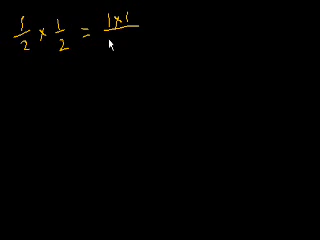 1/2 × 1/2 = 1×1/